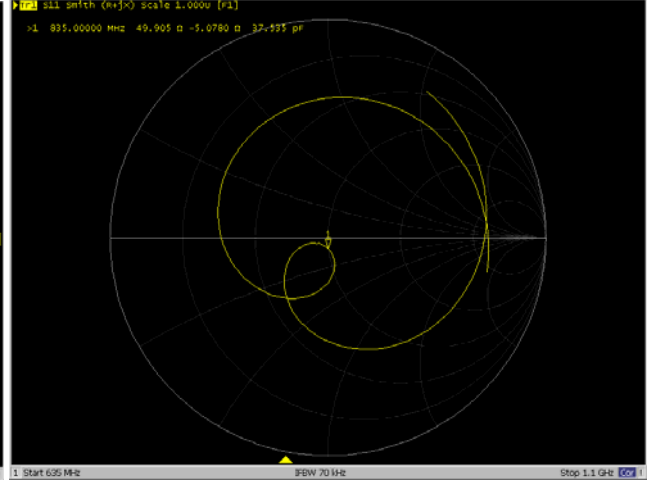 Tr1 S11 Smith (R+jX) Scale 1.000U [F1]
>1 835.00000 MHz 49.905 Ω -5.0780 Ω 37.535 pF
1 Start 635 MHz IFBW 70 kHz Stop 1.1 GHz Cor !